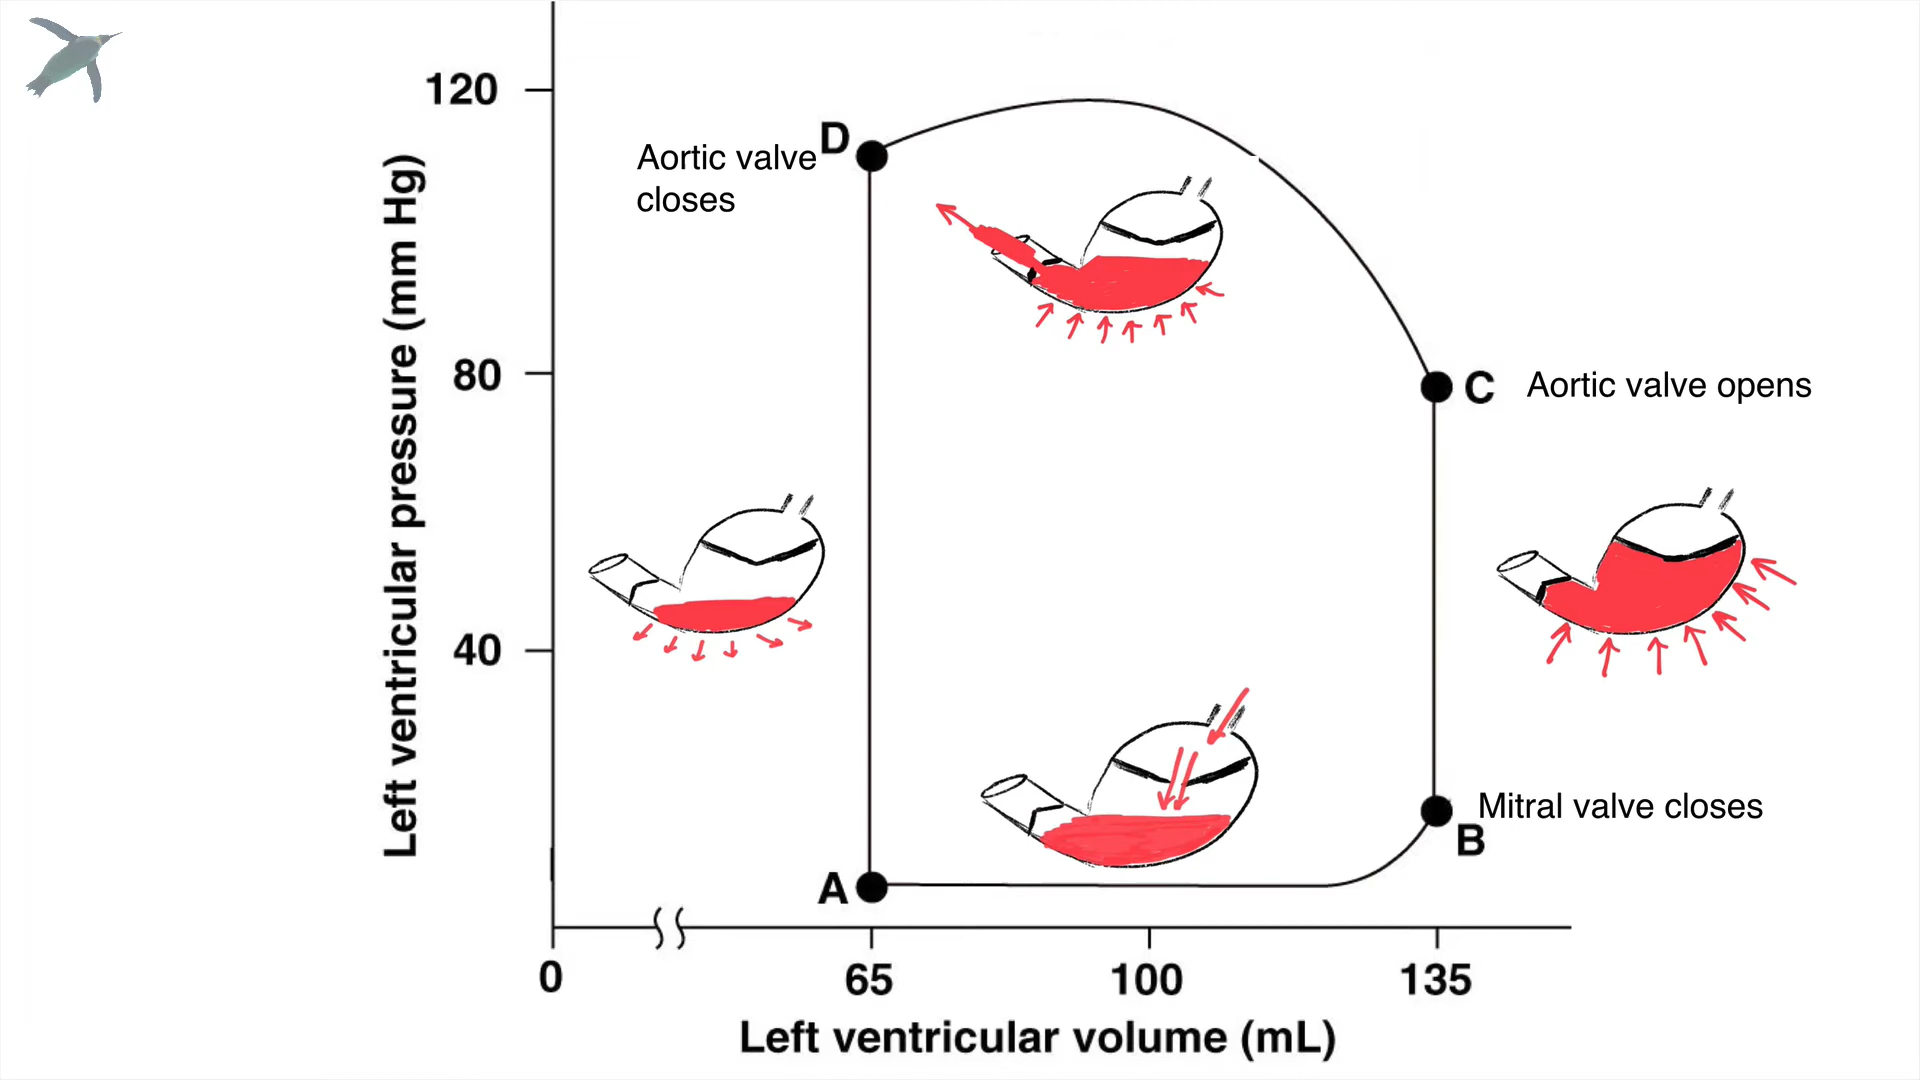 120
D
Aortic valve
closes
80
C
Aortic valve opens
Left ventricular pressure (mm Hg)
40
Mitral valve closes
B
A
0
65
100
135
Left ventricular volume (mL)